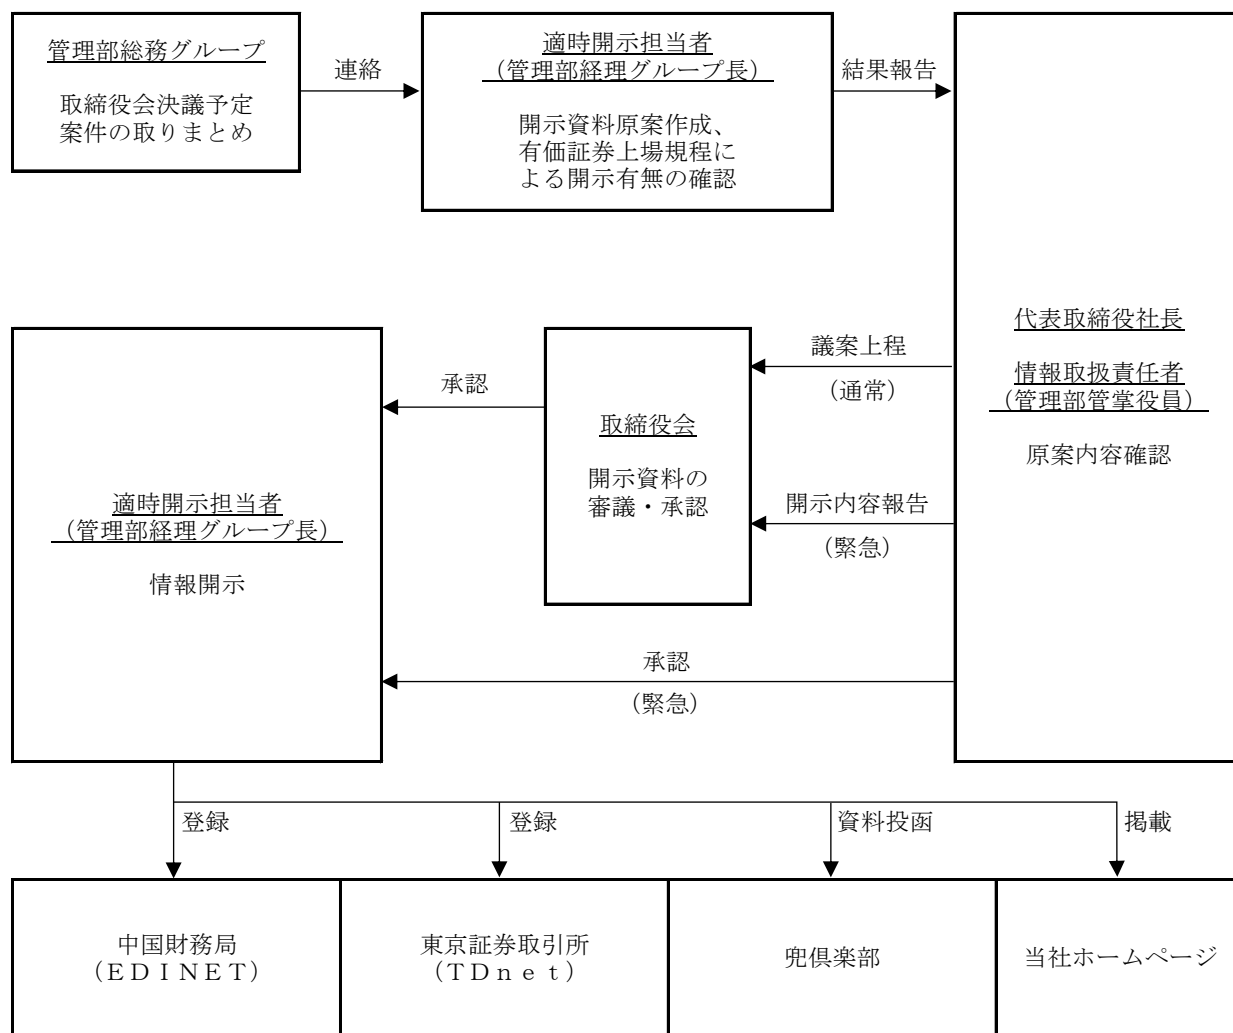 管理部総務グループ
取締役会決議予定
案件の取りまとめ
連絡
適時開示担当者
（管理部経理グループ長）
開示資料原案作成、
有価証券上場規程に
よる開示有無の確認
結果報告
代表取締役社長
情報取扱責任者
（管理部管掌役員）
原案内容確認
議案上程
（通常）
開示内容報告
（緊急）
取締役会
開示資料の
審議・承認
承認
承認
（緊急）
適時開示担当者
（管理部経理グループ長）
情報開示
登録
登録
資料投函
掲載
中国財務局
（ＥＤＩＮＥＴ）
東京証券取引所
（ＴＤｎｅｔ）
兜倶楽部
当社ホームページ